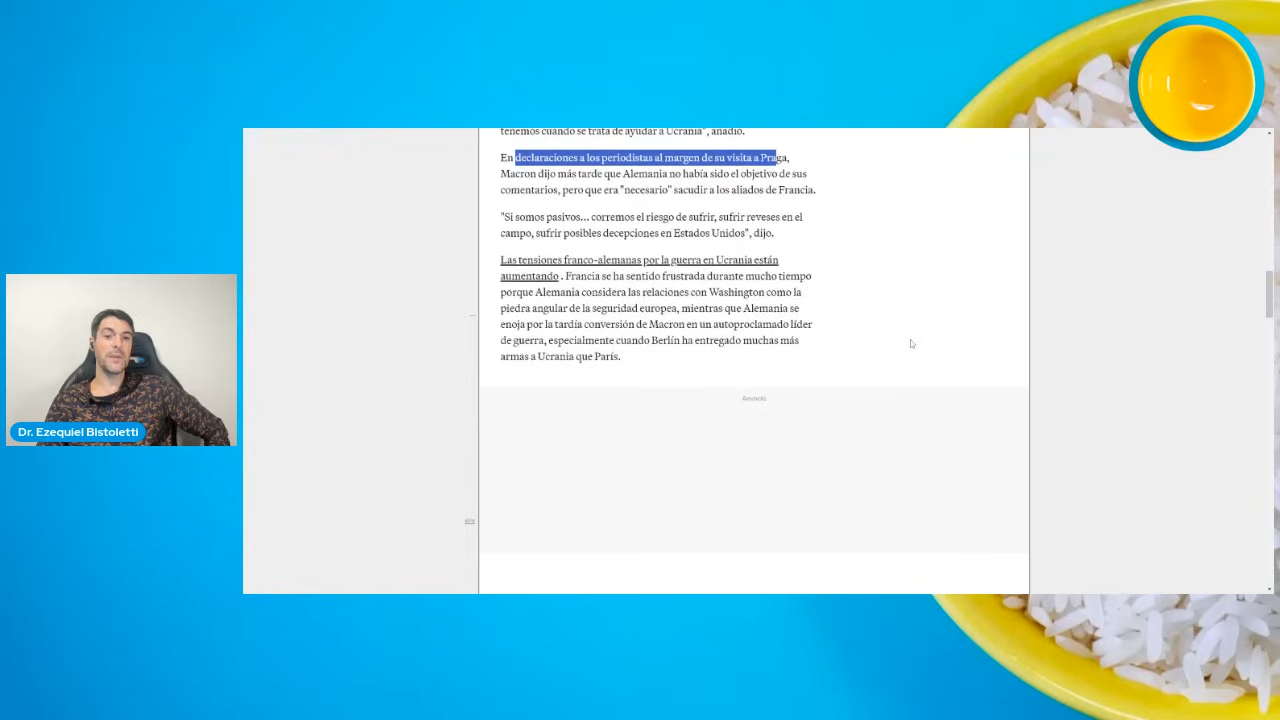 tenemos cuando se trata de ayudar a Ucrania", añadió.
En declaraciones a los periodistas al margen de su visita a Praga,
Macron dijo más tarde que Alemania no había sido el objetivo de sus
comentarios, pero que era "necesario" sacudir a los aliados de Francia.
"Si somos pasivos... corremos el riesgo de sufrir, sufrir reveses en el
campo, sufrir posibles decepciones en Estados Unidos", dijo.
Las tensiones franco-alemanas por la guerra en Ucrania están
aumentando . Francia se ha sentido frustrada durante mucho tiempo
porque Alemania considera las relaciones con Washington como la
piedra angular de la seguridad europea, mientras que Alemania se
enoja por la tardía conversión de Macron en un autoproclamado líder
de guerra, especialmente cuando Berlín ha entregado muchas más
armas a Ucrania que París.
Anuncio
Dr. Ezequiel Bistoletti